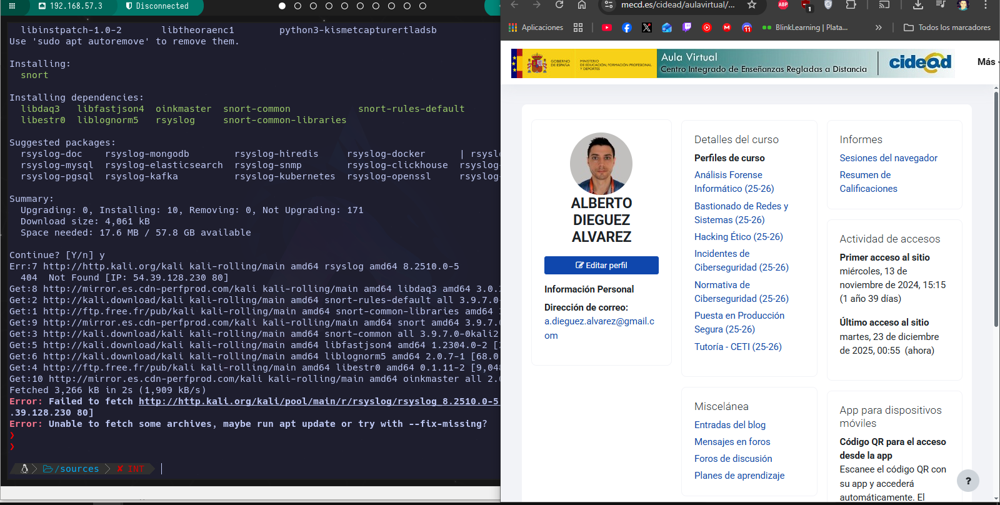 192.168.57.3
Disconnected
libinstpatch-1.0-2 libtheoraenc1 python3-kismetcapturertladsb
Use 'sudo apt autoremove' to remove them.
Installing:
snort
Installing dependencies:
libdaq3 libfastjson4 oinkmaster snort-common snort-rules-default
libestr0 liblognorm5 rsyslog snort-common-libraries
Suggested packages:
rsyslog-doc rsyslog-mongodb rsyslog-hiredis rsyslog-docker | rsysl
rsyslog-mysql rsyslog-elasticsearch rsyslog-snmp rsyslog-clickhouse rsyslog-
rsyslog-pgsql rsyslog-kafka rsyslog-kubernetes rsyslog-openssl rsyslog-
Summary:
Upgrading: 0, Installing: 10, Removing: 0, Not Upgrading: 171
Download size: 4,061 kB
Space needed: 17.6 MB / 57.8 GB available
Continue? [Y/n] y
Err:7 http://http.kali.org/kali kali-rolling/main amd64 rsyslog amd64 8.2510.0-5
404 Not Found [IP: 54.39.128.230 80]
Get:8 http://mirror.es.cdn-perfprod.com/kali kali-rolling/main amd64 libdaq3 amd64 3.0.
Get:2 http://kali.download/kali kali-rolling/main amd64 snort-rules-default all 3.9.7.0-
Get:1 http://ftp.free.fr/pub/kali kali-rolling/main amd64 snort-common-libraries amd64
Get:9 http://mirror.es.cdn-perfprod.com/kali kali-rolling/main amd64 snort amd64 3.9.7.
Get:3 http://kali.download/kali kali-rolling/main amd64 snort-common all 3.9.7.0-0kali2
Get:5 http://kali.download/kali kali-rolling/main amd64 libfastjson4 amd64 1.2304.0-2 [
Get:6 http://kali.download/kali kali-rolling/main amd64 liblognorm5 amd64 2.0.7-1 [68.0
Get:4 http://ftp.free.fr/pub/kali kali-rolling/main amd64 libestr0 amd64 0.1.11-2 [9,048
Get:10 http://mirror.es.cdn-perfprod.com/kali kali-rolling/main amd64 oinkmaster all 2.
Fetched 3,266 kB in 2s (1,909 kB/s)
Error: Failed to fetch http://http.kali.org/kali/pool/main/r/rsyslog/rsyslog_8.2510.0-5
.39.128.230 80]
Error: Unable to fetch some archives, maybe run apt update or try with --fix-missing?
❯
❯
/sources ✘ INT
mecd.es/cidead/aulavirtual/...
ABP
1
Aplicaciones
BlinkLearning | Plata...
»
Todos los marcadores
GOBIERNO DE ESPAÑA
MINISTERIO DE EDUCACIÓN, FORMACIÓN PROFESIONAL Y DEPORTES
Aula Virtual
Centro Integrado de Enseñanzas Regladas a Distancia
cidead
Más
ALBERTO
DIEGUEZ
ALVAREZ
Editar perfil
Información Personal
Dirección de correo:
a.dieguez.alvarez@gmail.c
om
Detalles del curso
Perfiles de curso
Análisis Forense
Informático (25-26)
Bastionado de Redes y
Sistemas (25-26)
Hacking Ético (25-26)
Incidentes de
Ciberseguridad (25-26)
Normativa de
Ciberseguridad (25-26)
Puesta en Producción
Segura (25-26)
Tutoría - CETI (25-26)
Miscelánea
Entradas del blog
Mensajes en foros
Foros de discusión
Planes de aprendizaje
Informes
Sesiones del navegador
Resumen de
Calificaciones
Actividad de accesos
Primer acceso al sitio
miércoles, 13 de
noviembre de 2024, 15:15
(1 año 39 días)
Último acceso al sitio
martes, 23 de diciembre
de 2025, 00:55 (ahora)
App para dispositivos
móviles
Código QR para el acceso
desde la app
Escanee el código QR con
su app y accederá
automáticamente. El
?